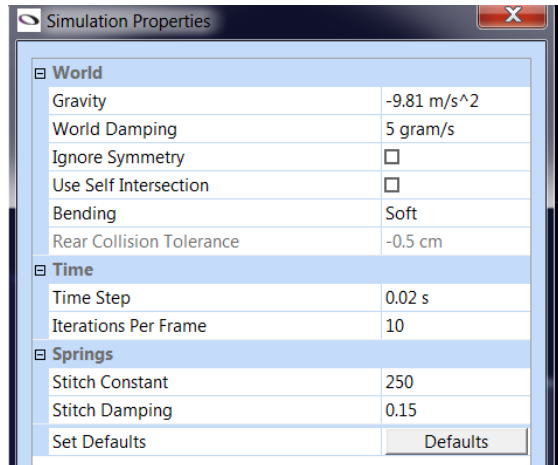 Simulation Properties
World
Gravity -9.81 m/s^2
World Damping 5 gram/s
Ignore Symmetry
Use Self Intersection
Bending Soft
Rear Collision Tolerance -0.5 cm
Time
Time Step 0.02 s
Iterations Per Frame 10
Springs
Stitch Constant 250
Stitch Damping 0.15
Set Defaults Defaults